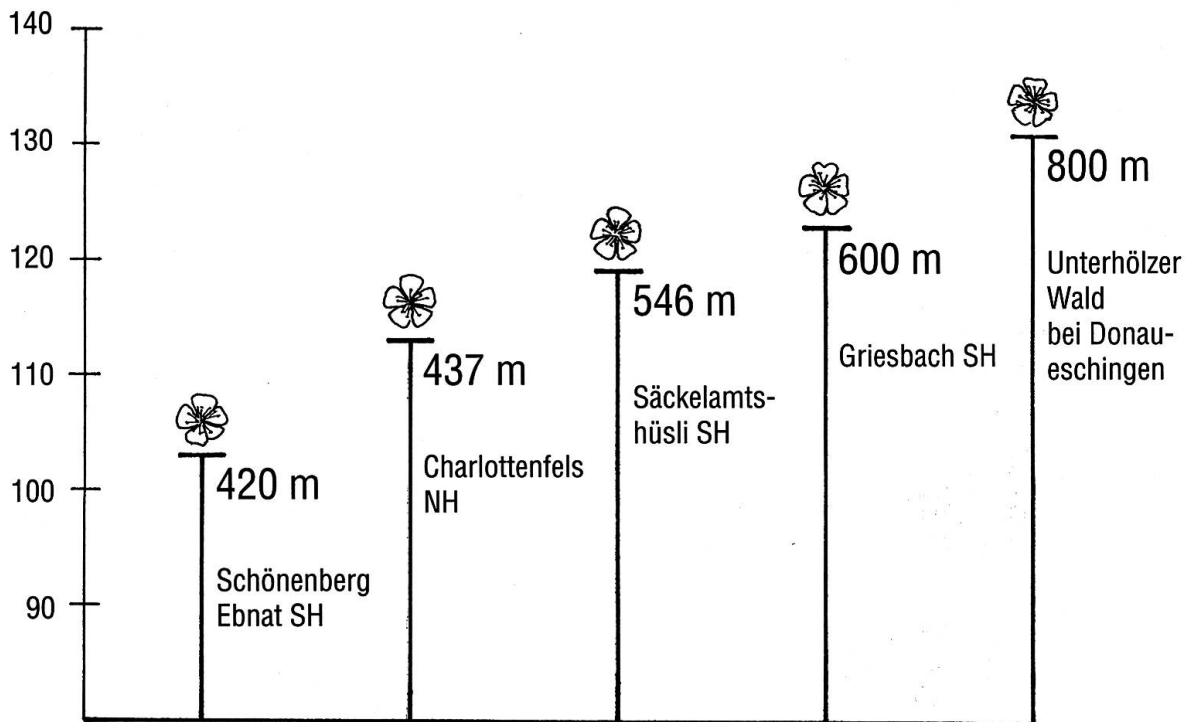 140
130
120
110
100
90
420 m
Schönenberg
Ebnat SH
437 m
Charlottenfels
NH
546 m
Säckelamts-
hüsli SH
600 m
Griesbach SH
800 m
Unterhölzer
Wald
bei Donau-
eschingen